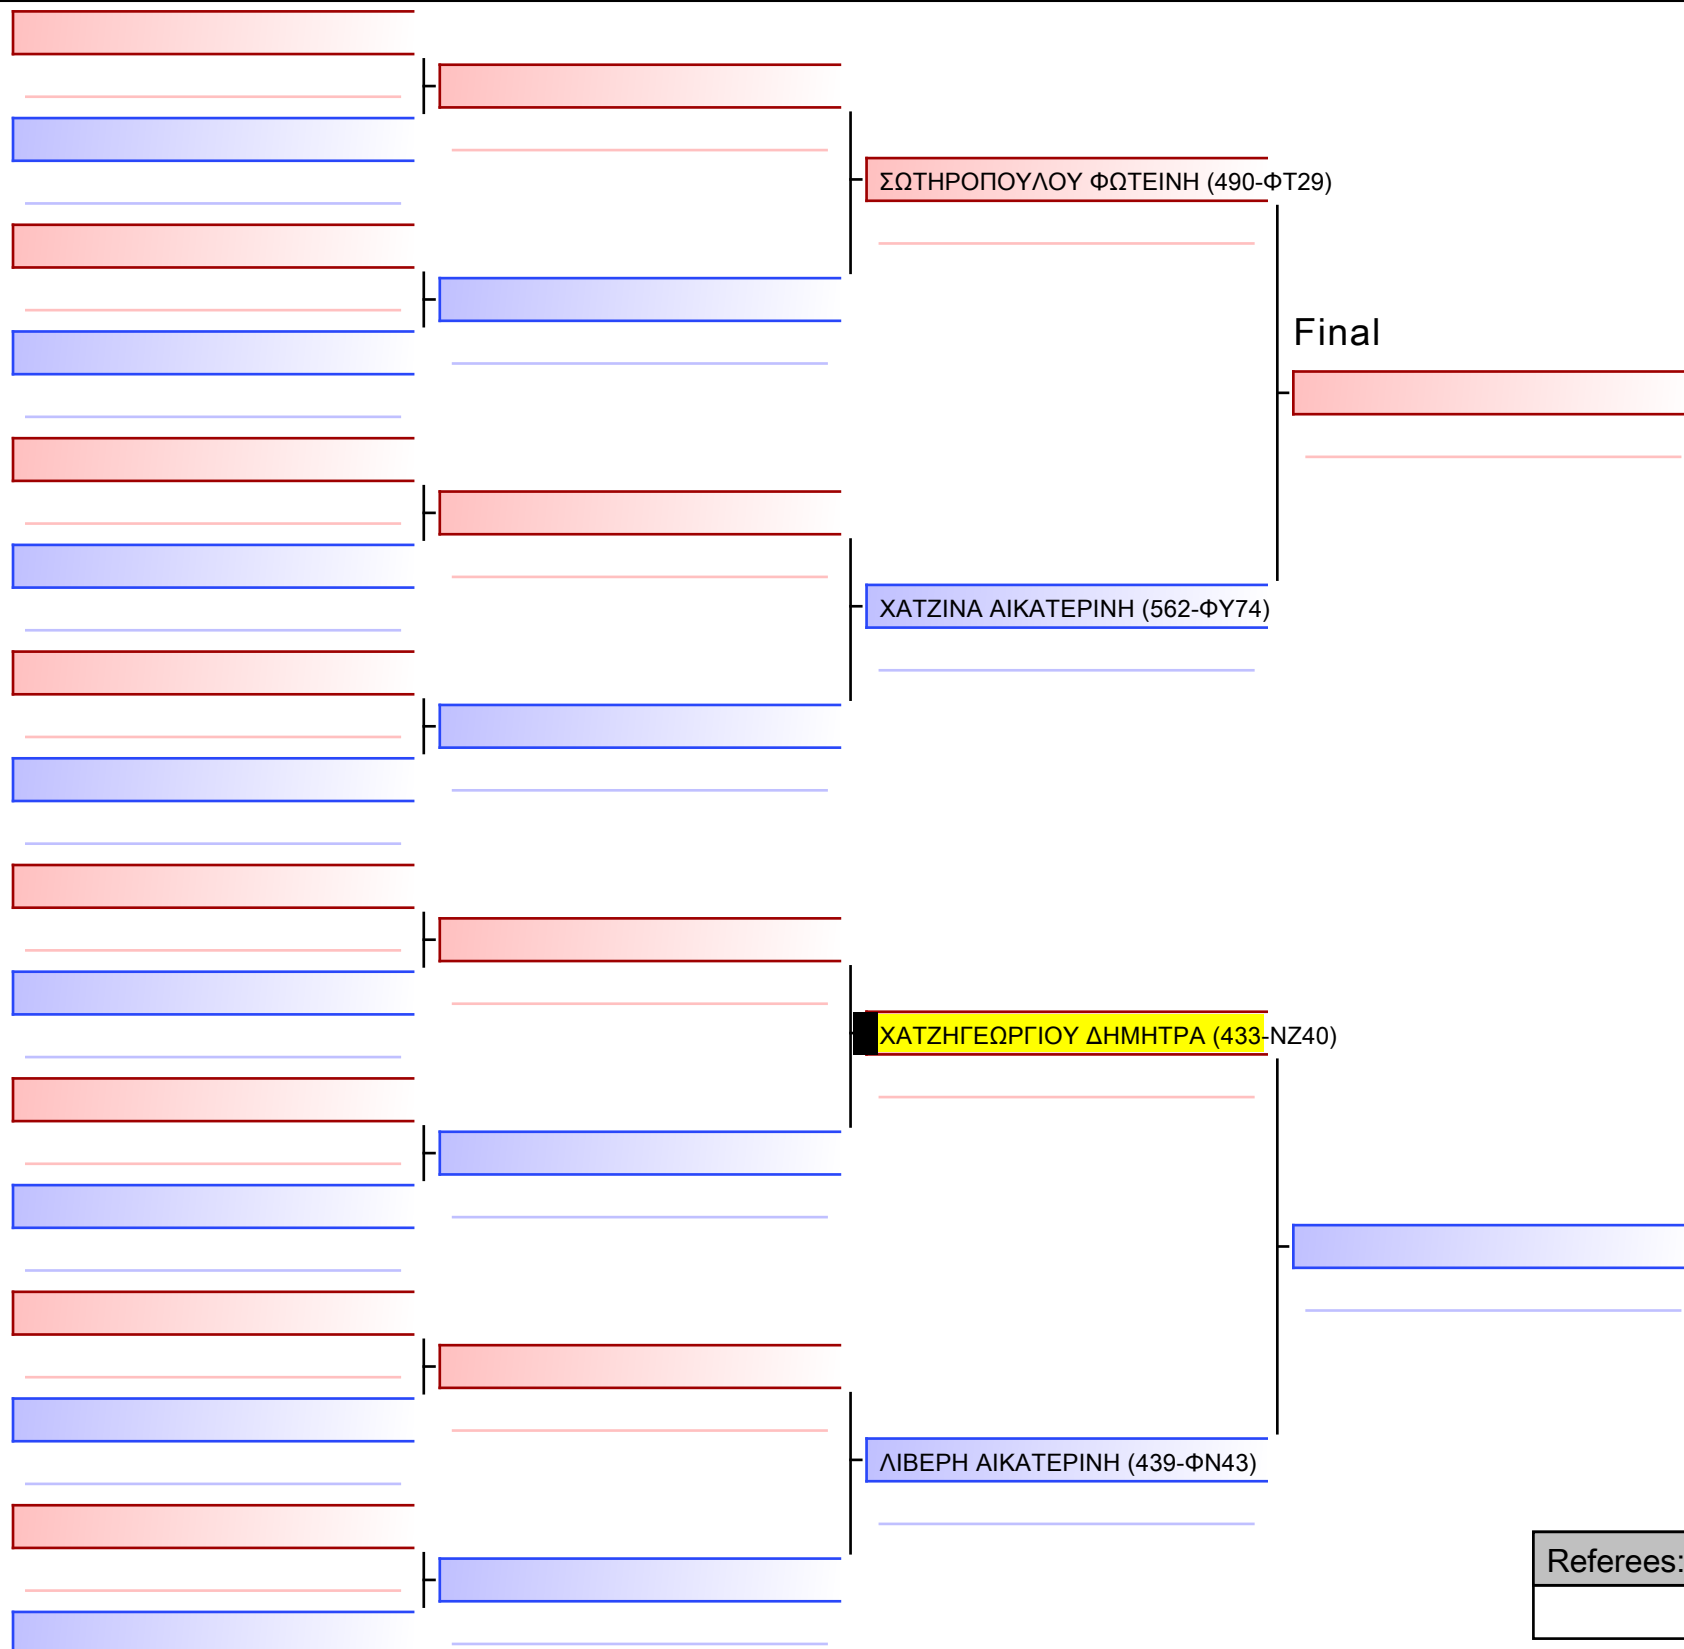 ΣΩΤΗΡΟΠΟΥΛΟΥ ΦΩΤΕΙΝΗ (490-ΦΤ29)
Final
ΧΑΤΖΙΝΑ ΑΙΚΑΤΕΡΙΝΗ (562-ΦΥ74)
ΧΑΤΖΗΓΕΩΡΓΙΟΥ ΔΗΜΗΤΡΑ (433-ΝΖ40)
ΛΙΒΕΡΗ ΑΙΚΑΤΕΡΙΝΗ (439-ΦΝ43)
Referees: